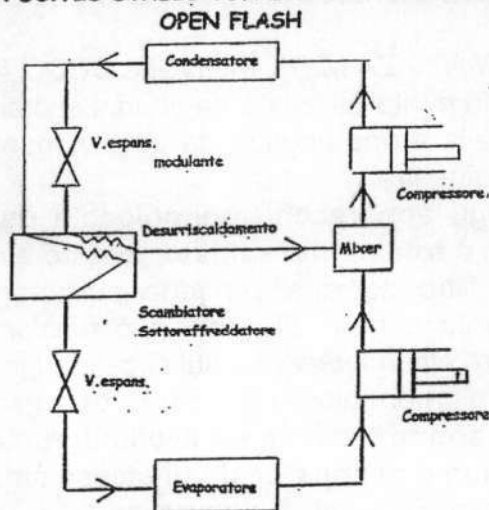 OPEN FLASH
Condensatore
V.espans.
modulante
Compressore
Desurriscaldamento
Mixer
Scambiatore
Sottoraffreddatore
V.espans.
Compressore
Evaporatore